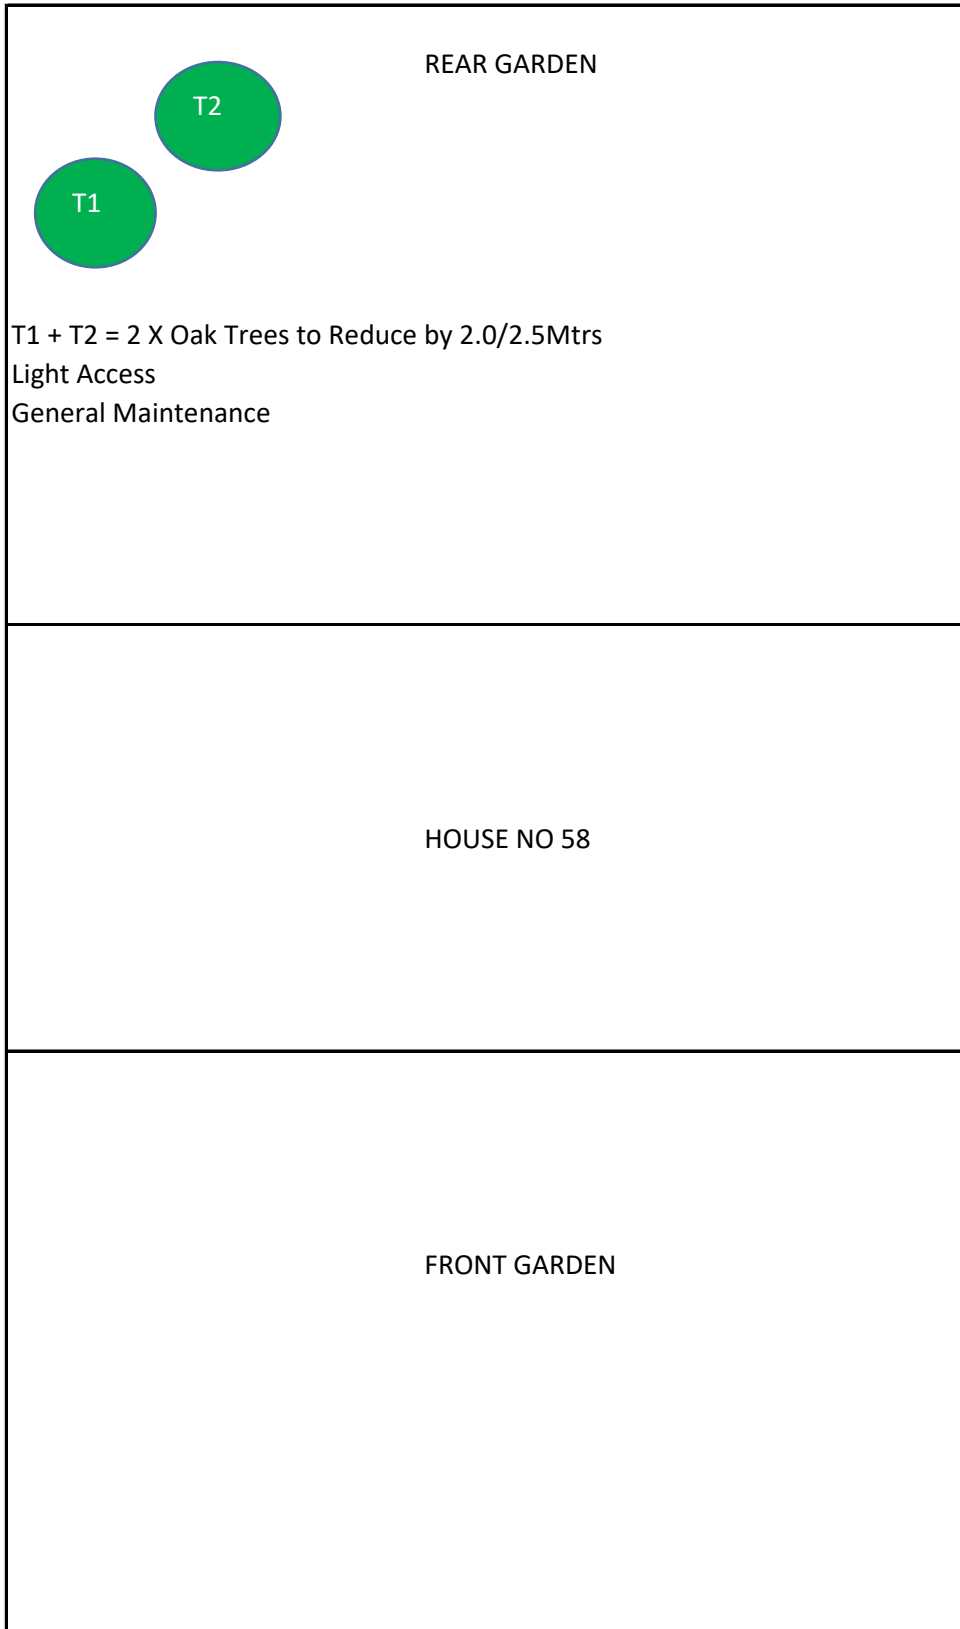 REAR GARDEN
T2
T1
T1 + T2 = 2 X Oak Trees to Reduce by 2.0/2.5Mtrs
Light Access
General Maintenance
HOUSE NO 58
FRONT GARDEN